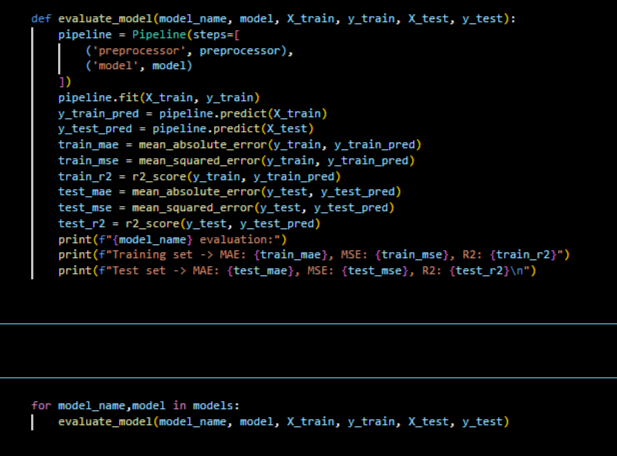 def evaluate_model(model_name, model, X_train, y_train, X_test, y_test):
    pipeline = Pipeline(steps=[
        ('preprocessor', preprocessor),
        ('model', model)
    ])
    pipeline.fit(X_train, y_train)
    y_train_pred = pipeline.predict(X_train)
    y_test_pred = pipeline.predict(X_test)
    train_mae = mean_absolute_error(y_train, y_train_pred)
    train_mse = mean_squared_error(y_train, y_train_pred)
    train_r2 = r2_score(y_train, y_train_pred)
    test_mae = mean_absolute_error(y_test, y_test_pred)
    test_mse = mean_squared_error(y_test, y_test_pred)
    test_r2 = r2_score(y_test, y_test_pred)
    print(f"{model_name} evaluation:")
    print(f"Training set -> MAE: {train_mae}, MSE: {train_mse}, R2: {train_r2}")
    print(f"Test set -> MAE: {test_mae}, MSE: {test_mse}, R2: {test_r2}\n")
for model_name,model in models:
    evaluate_model(model_name, model, X_train, y_train, X_test, y_test)